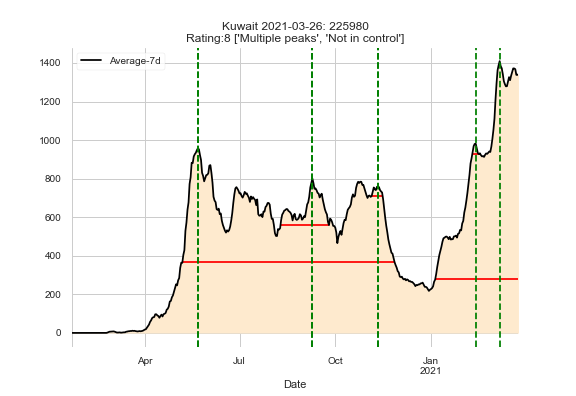 Kuwait 2021-03-26: 225980
Rating:8 ['Multiple peaks', 'Not in control']
Average-7d
1400
1200
1000
800
600
400
200
0
Apr
Jul
Oct
Jan
2021
Date